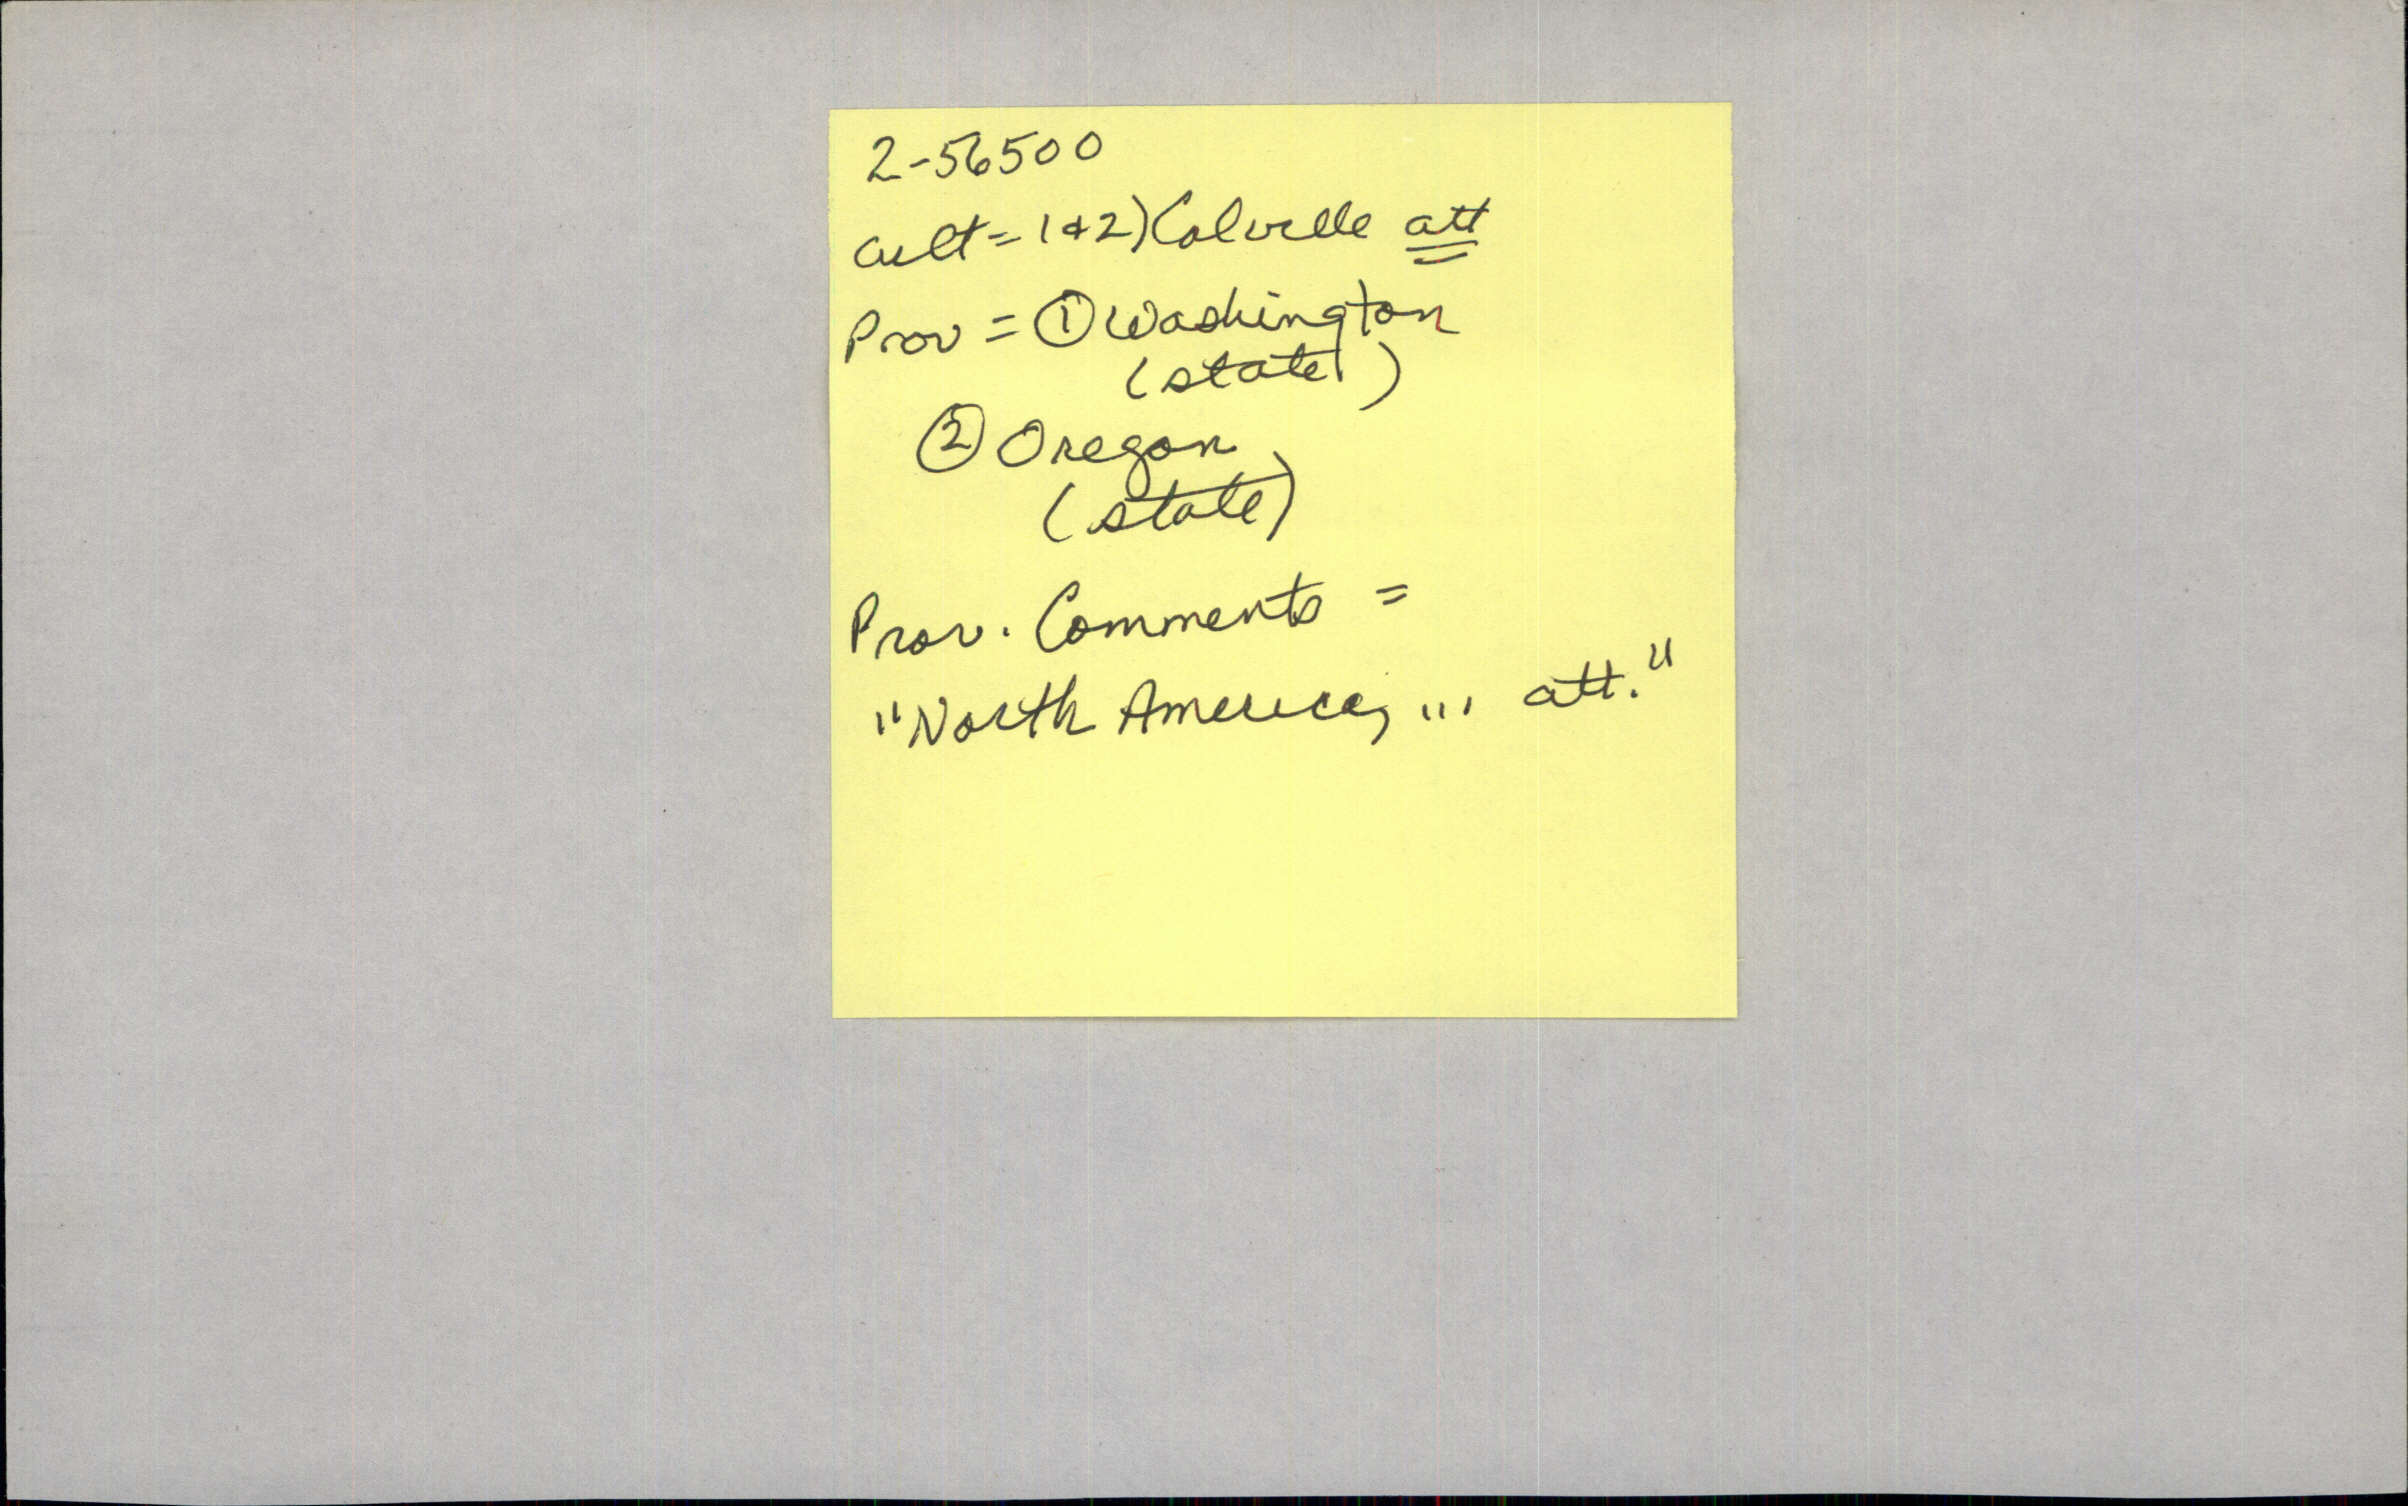 2-56500
Cult = 1&2) Colville att
Prov = ① Washington
(state)
② Oregon
(state)
Prov. Comments =
"North America, ... att."